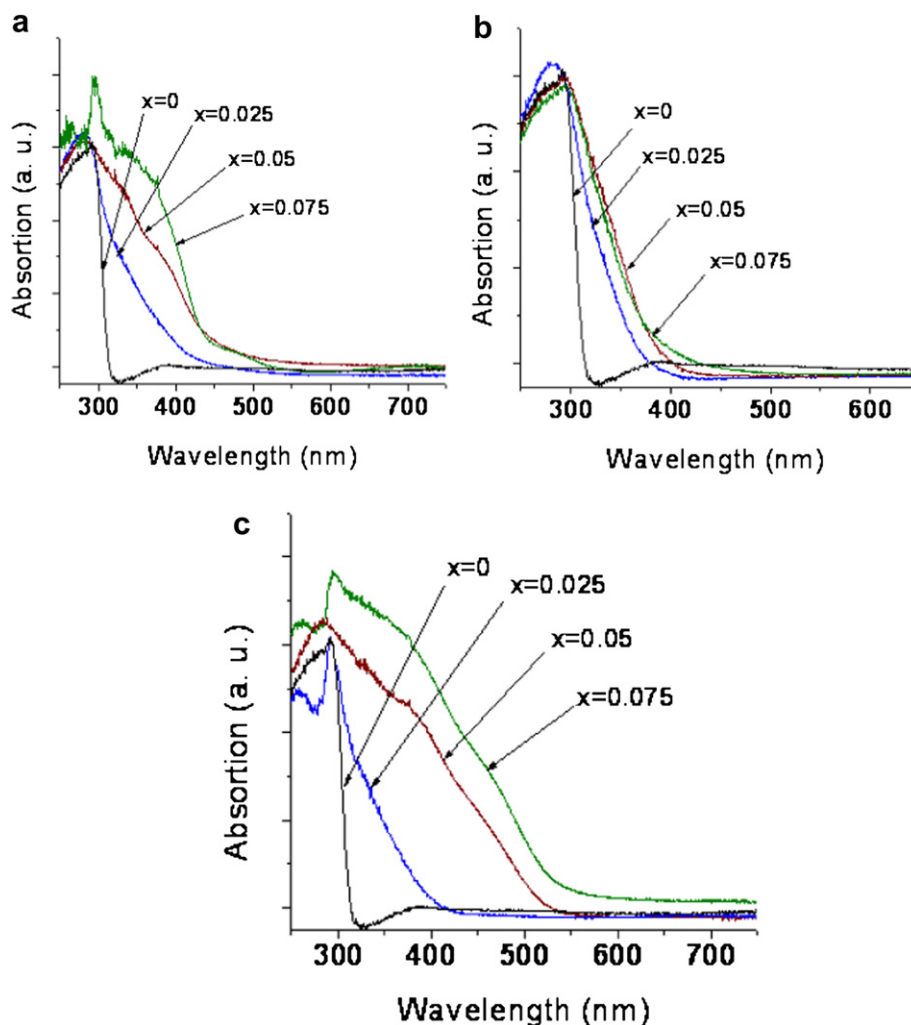 a
Absortion (a. u.)
x=0
x=0.025
x=0.05
x=0.075
300 400 500 600 700
Wavelength (nm)
b
Absortion (a. u.)
x=0
x=0.025
x=0.05
x=0.075
300 400 500 600
Wavelength (nm)
c
Absortion (a. u.)
x=0
x=0.025
x=0.05
x=0.075
300 400 500 600 700
Wavelength (nm)